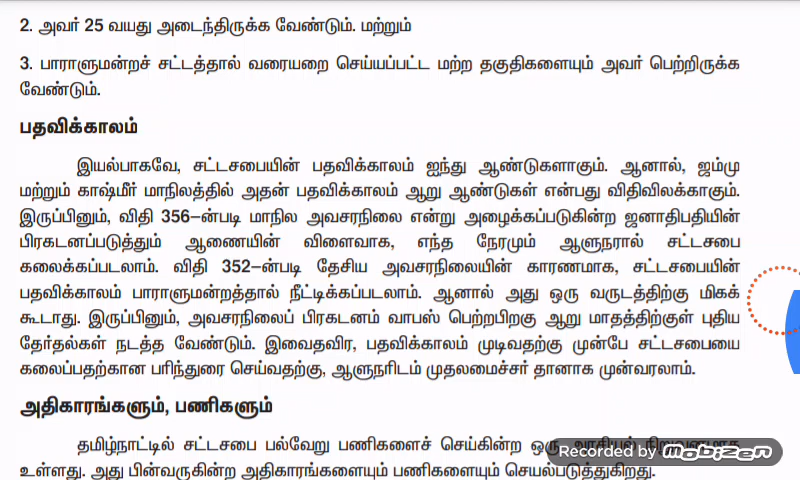 2. அவர் 25 வயது அடைந்திருக்க வேண்டும். மற்றும்
3. பாராளுமன்றச் சட்டத்தால் வரையறை செய்யப்பட்ட மற்ற தகுதிகளையும் அவர் பெற்றிருக்க
வேண்டும்.
பதவிக்காலம்
இயல்பாகவே, சட்டசபையின் பதவிக்காலம் ஐந்து ஆண்டுகளாகும். ஆனால், ஜம்மு
மற்றும் காஷ்மீர் மாநிலத்தில் அதன் பதவிக்காலம் ஆறு ஆண்டுகள் என்பது விதிவிலக்காகும்.
இருப்பினும், விதி 356-ன்படி மாநில அவசரநிலை என்று அழைக்கப்படுகின்ற ஜனாதிபதியின்
பிரகடனப்படுத்தும் ஆணையின் விளைவாக, எந்த நேரமும் ஆளுநரால் சட்டசபை
கலைக்கப்படலாம். விதி 352-ன்படி தேசிய அவசரநிலையின் காரணமாக, சட்டசபையின்
பதவிக்காலம் பாராளுமன்றத்தால் நீட்டிக்கப்படலாம். ஆனால் அது ஒரு வருடத்திற்கு மிகக்
கூடாது. இருப்பினும், அவசரநிலைப் பிரகடனம் வாபஸ் பெற்றபிறகு ஆறு மாதத்திற்குள் புதிய
தேர்தல்கள் நடத்த வேண்டும். இவைதவிர, பதவிக்காலம் முடிவதற்கு முன்பே சட்டசபையை
கலைப்பதற்கான பரிந்துரை செய்வதற்கு, ஆளுநரிடம் முதலமைச்சர் தானாக முன்வரலாம்.
அதிகாரங்களும், பணிகளும்
தமிழ்நாட்டில் சட்டசபை பல்வேறு பணிகளைச் செய்கின்ற ஒரு
உள்ளது. அது பின்வருகின்ற அதிகாரங்களையும் பணிகளையும் செயல்படுத்துகிறது.
Recorded by mobizen